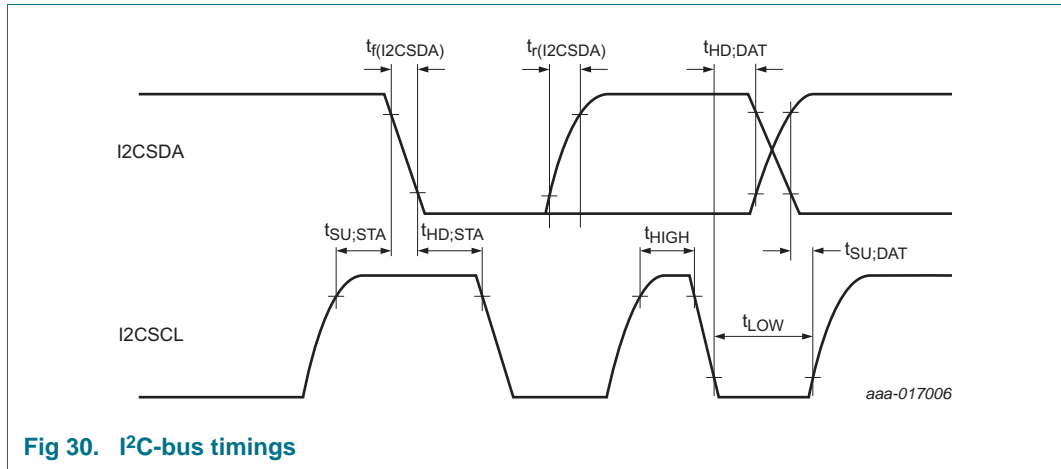 tf(I2CSDA) tr(I2CSDA) tHD;DAT
I2CSDA
tSU;STA tHD;STA tHIGH tSU;DAT
tLOW
I2CSCL
aaa-017006
Fig 30. I²C-bus timings